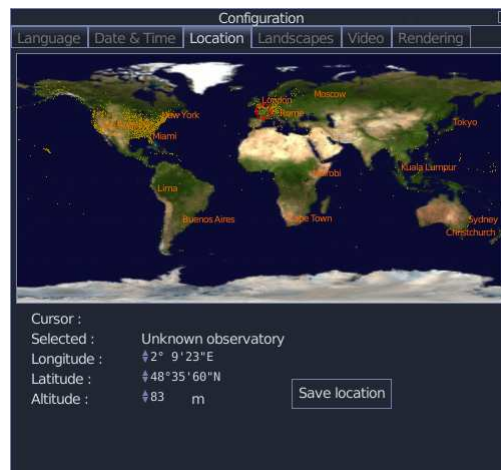 Configuration
Language Date & Time Location Landscapes Video Rendering
London
Moscow
New York
Rome
Tokyo
Miami
Kuala Lumpur
Nairobi
Lima
Buenos Aires
Cape Town
Sydney
Christchurch
Cursor :
Selected : Unknown observatory
Longitude : 2° 9'23"E
Latitude : 48°35'60"N
Altitude : 83 m
Save location